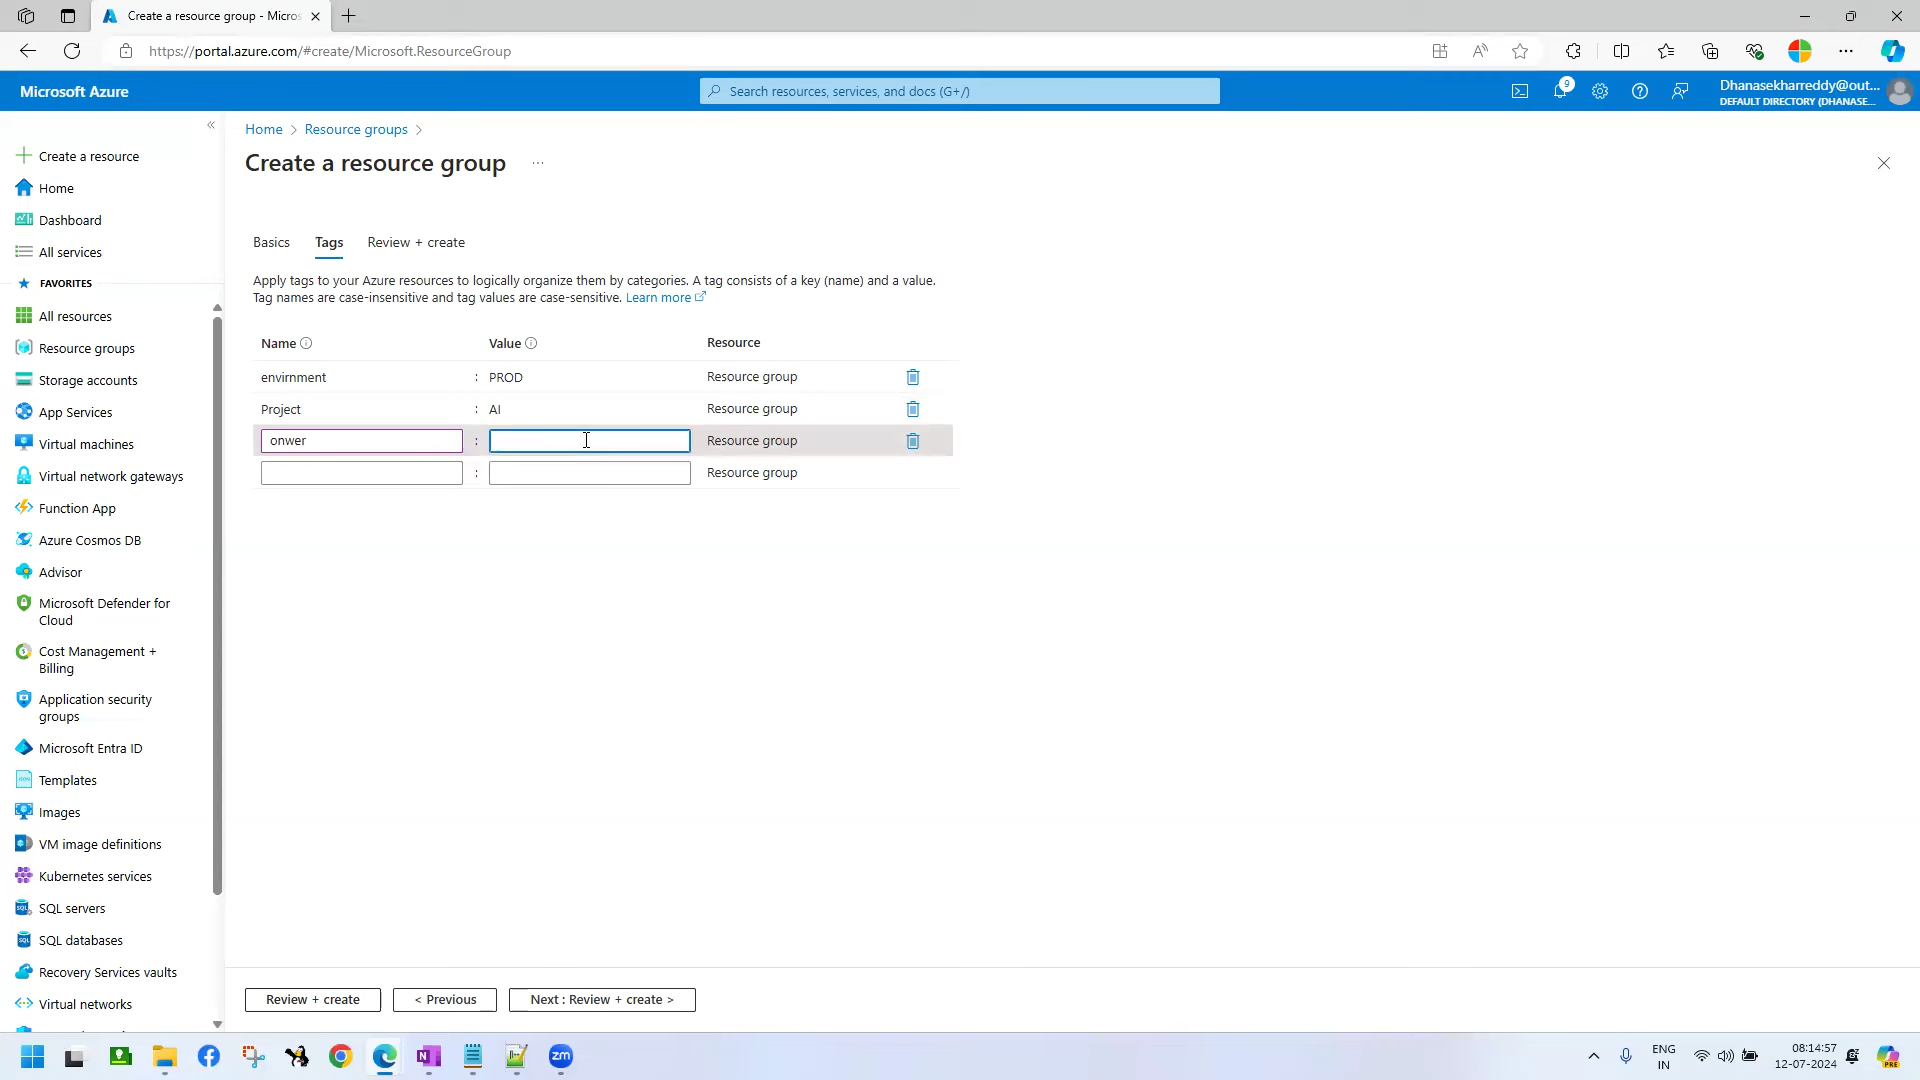 Create a resource group - Micros
https://portal.azure.com/#create/Microsoft.ResourceGroup
Microsoft Azure
Search resources, services, and docs (G+/)
9
Dhanasekharreddy@out...
DEFAULT DIRECTORY (DHANASE...
Create a resource
Home
Dashboard
All services
FAVORITES
All resources
Resource groups
Storage accounts
App Services
Virtual machines
Virtual network gateways
Function App
Azure Cosmos DB
Advisor
Microsoft Defender for
Cloud
Cost Management +
Billing
Application security
groups
Microsoft Entra ID
Templates
Images
VM image definitions
Kubernetes services
SQL servers
SQL databases
Recovery Services vaults
Virtual networks
Home > Resource groups >
Create a resource group ...
Basics Tags Review + create
Apply tags to your Azure resources to logically organize them by categories. A tag consists of a key (name) and a value.
Tag names are case-insensitive and tag values are case-sensitive. Learn more
Name Value Resource
envirnment : PROD Resource group
Project : AI Resource group
onwer : Resource group
: Resource group
Review + create < Previous Next : Review + create >
zm
ENG
IN
08:14:57
12-07-2024
PRE